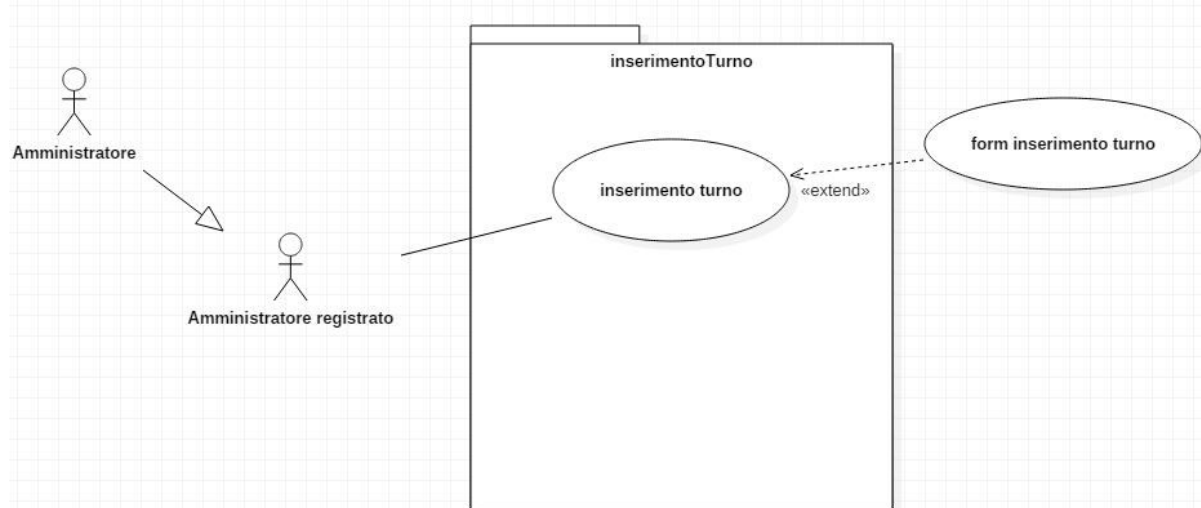 inserimentoTurno
Amministratore
form inserimento turno
inserimento turno
«extend»
Amministratore registrato